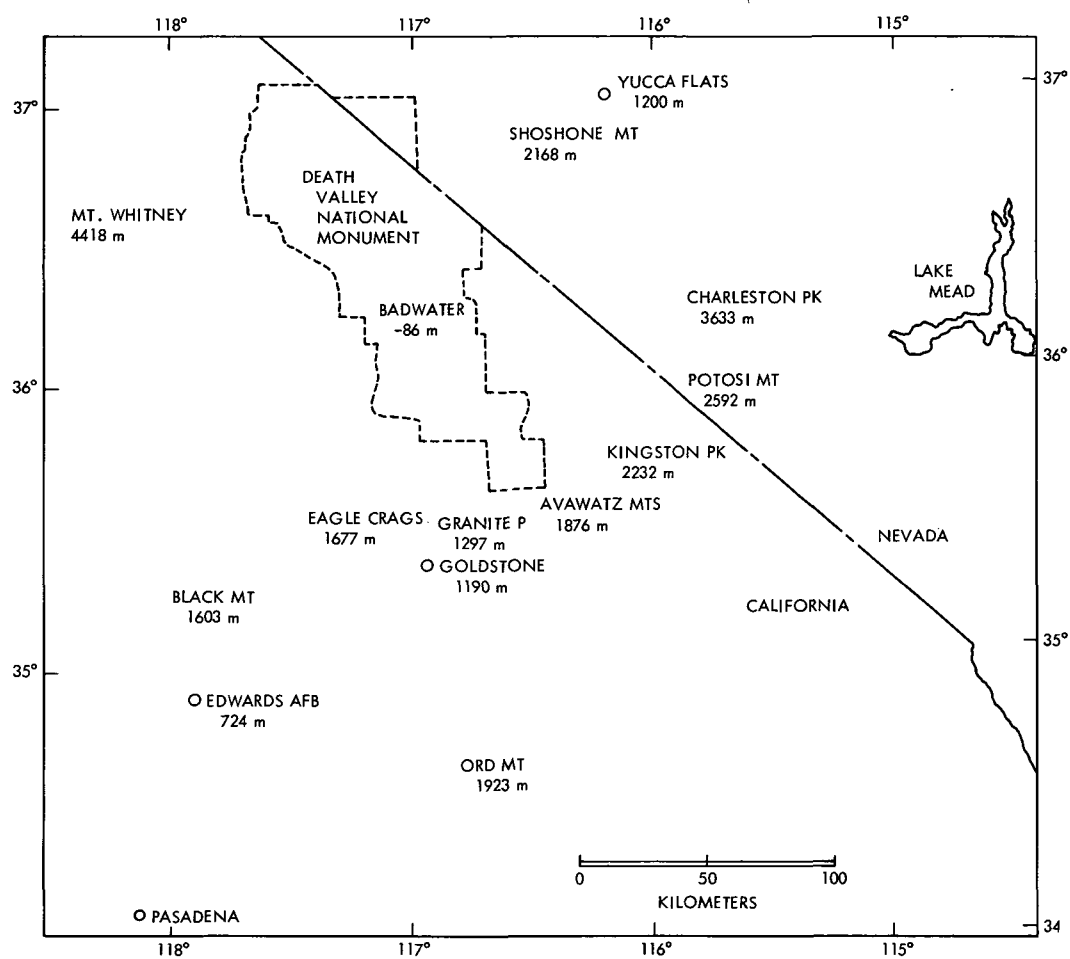 118°
117°
116°
115°
37°
37°
YUCCA FLATS
1200 m
SHOSHONE MT
2168 m
DEATH
VALLEY
NATIONAL
MONUMENT
MT. WHITNEY
4418 m
LAKE
MEAD
BADWATER
-86 m
CHARLESTON PK
3633 m
36°
36°
POTOSI MT
2592 m
KINGSTON PK
2232 m
AVAWATZ MTS
1876 m
EAGLE CRAGS
1677 m
GRANITE P
1297 m
GOLDSTONE
1190 m
NEVADA
CALIFORNIA
BLACK MT
1603 m
35°
35°
EDWARDS AFB
724 m
ORD MT
1923 m
0 50 100
KILOMETERS
PASADENA
34
118°
117°
116°
115°